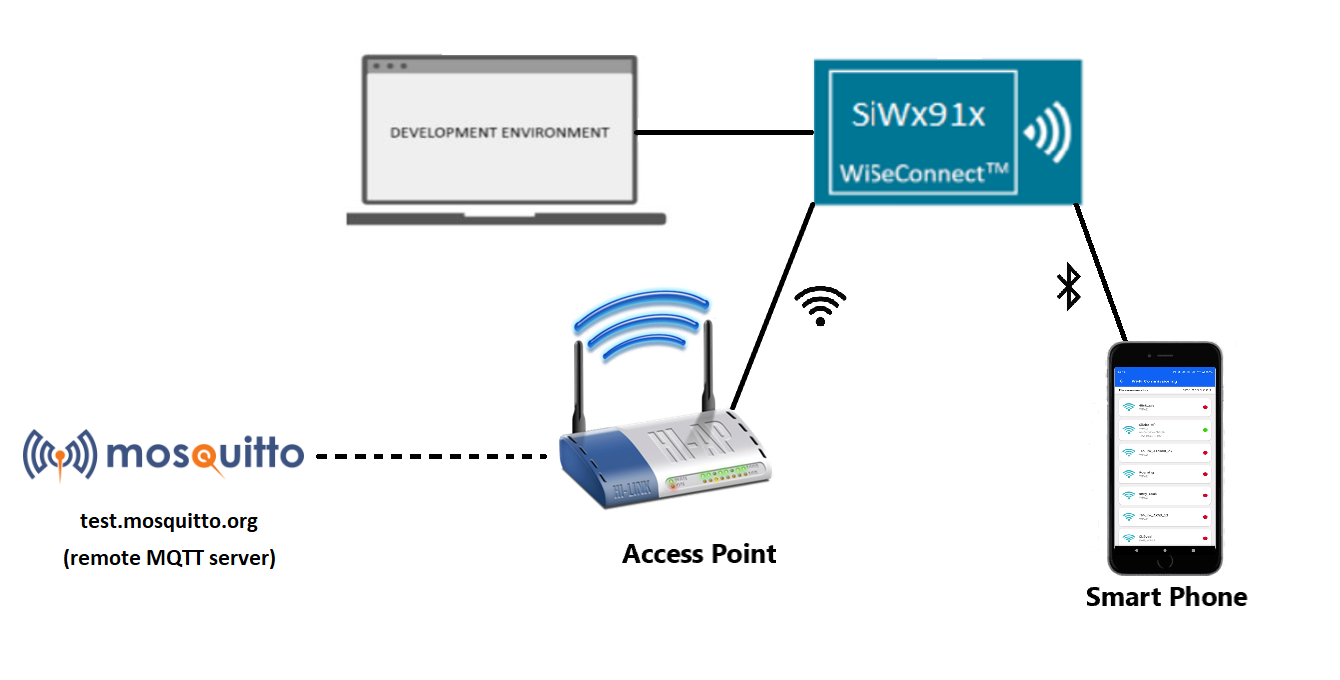 DEVELOPMENT ENVIRONMENT
SiWx91x
WiSeConnect™
HI-AP
HI-LINK
mosquitto
test.mosquitto.org
(remote MQTT server)
Access Point
Smart Phone